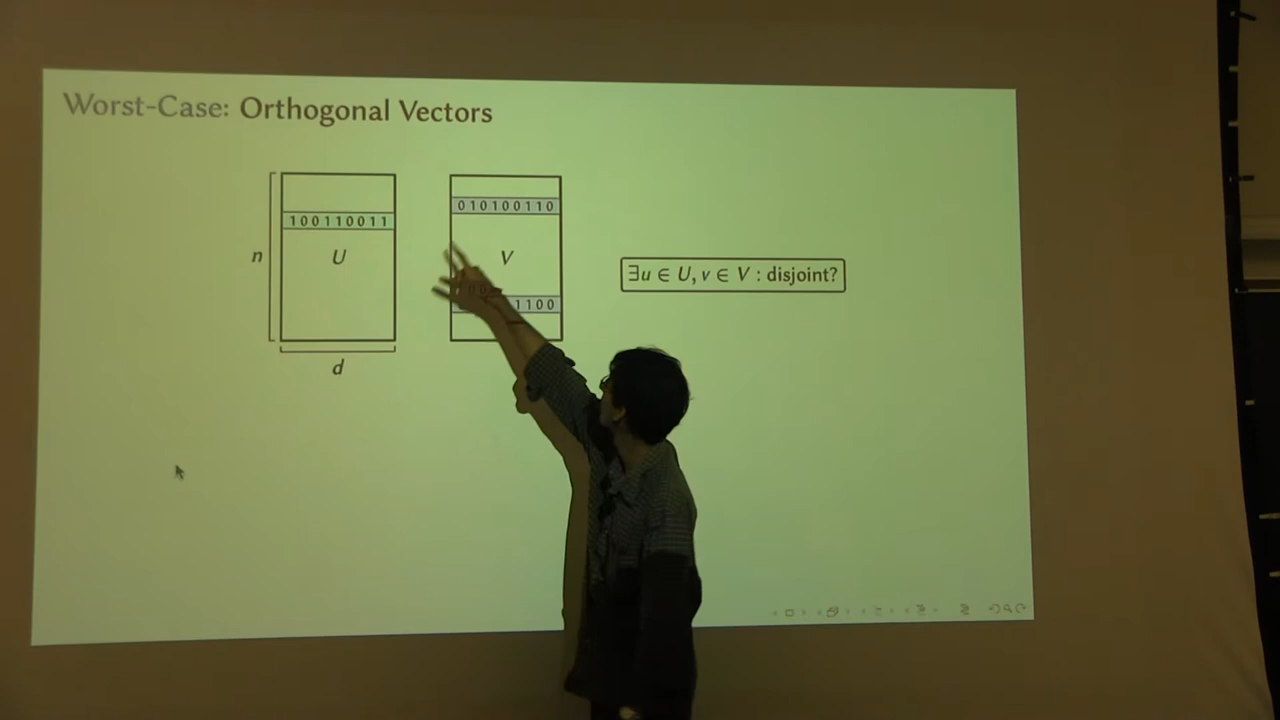 Worst-Case: Orthogonal Vectors
100110011
010100110
n
U
V
∃u ∈ U, v ∈ V : disjoint?
1100
d